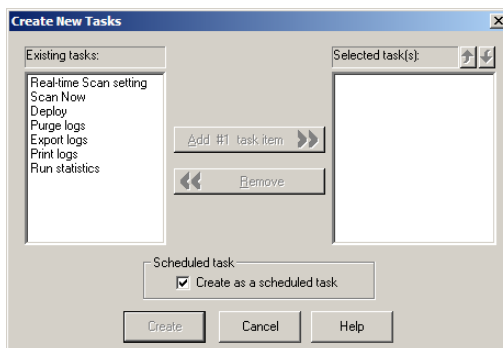 Create New Tasks
Existing tasks:
Selected task(s):
Real-time Scan setting
Scan Now
Deploy
Purge logs
Export logs
Print logs
Run statistics
Add #1 task item
Remove
Scheduled task
Create as a scheduled task
Create
Cancel
Help